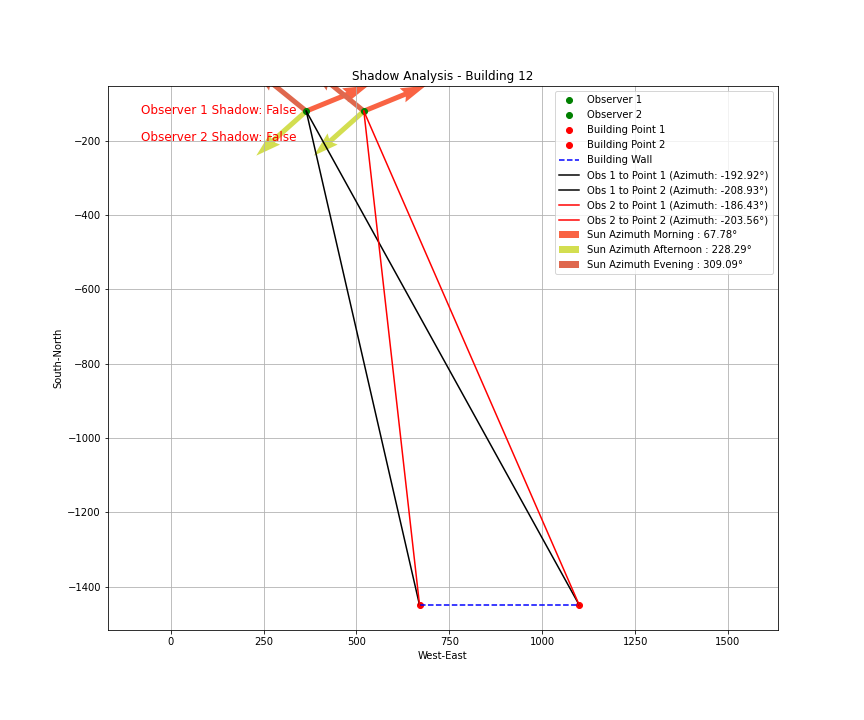 Shadow Analysis - Building 12
Observer 1 Shadow: False
Observer 2 Shadow: False
Observer 1
Observer 2
Building Point 1
Building Point 2
Building Wall
Obs 1 to Point 1 (Azimuth: -192.92°)
Obs 1 to Point 2 (Azimuth: -208.93°)
Obs 2 to Point 1 (Azimuth: -186.43°)
Obs 2 to Point 2 (Azimuth: -203.56°)
Sun Azimuth Morning : 67.78°
Sun Azimuth Afternoon : 228.29°
Sun Azimuth Evening : 309.09°
South-North
−200
−400
−600
−800
−1000
−1200
−1400
0 250 500 750 1000 1250 1500
West-East